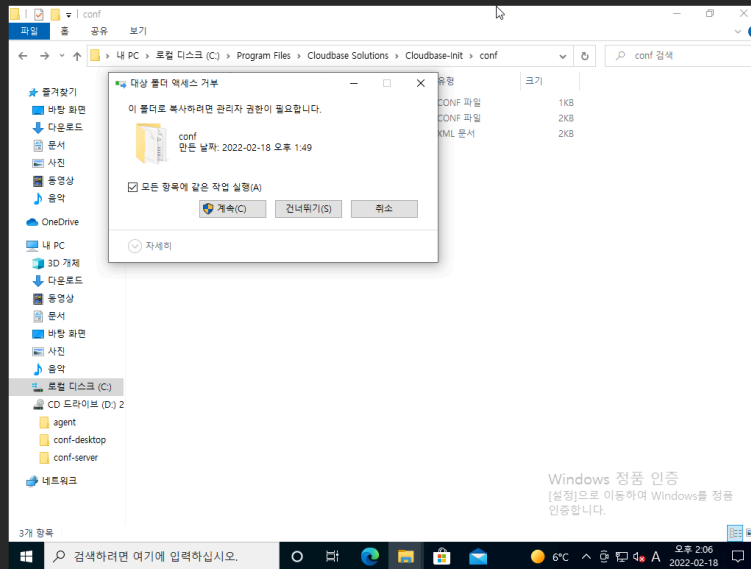 conf
파일
홈
공유
보기
내 PC > 로컬 디스크 (C:) > Program Files > Cloudbase Solutions > Cloudbase-Init > conf
conf 검색
즐겨찾기
바탕 화면
다운로드
문서
사진
동영상
음악
OneDrive
내 PC
3D 개체
다운로드
동영상
문서
바탕 화면
사진
음악
로컬 디스크 (C:)
CD 드라이브 (D:) 2
agent
conf-desktop
conf-server
네트워크
대상 폴더 액세스 거부
이 폴더로 복사하려면 관리자 권한이 필요합니다.
conf
만든 날짜: 2022-02-18 오후 1:49
모든 항목에 같은 작업 실행(A)
계속(C)
건너뛰기(S)
취소
자세히
유형
크기
CONF 파일
1KB
CONF 파일
2KB
XML 문서
2KB
Windows 정품 인증
[설정]으로 이동하여 Windows를 정품
인증합니다.
3개 항목
검색하려면 여기에 입력하십시오.
6°C
A
오후 2:06
2022-02-18